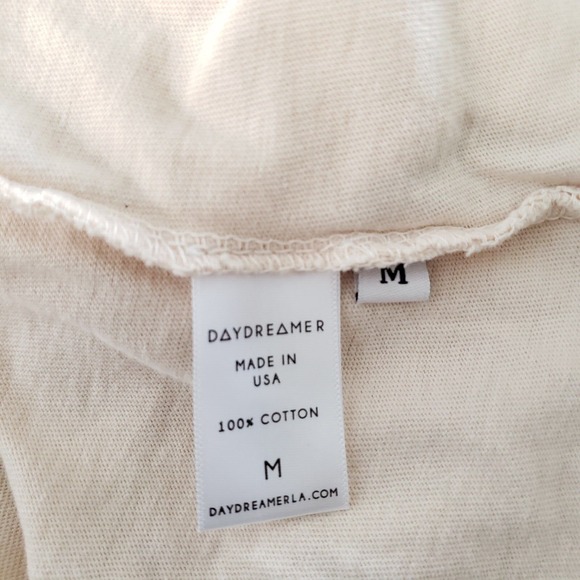 M
DAYDREAMER
MADE IN
USA
100% COTTON
M
DAYDREAMERLA.COM